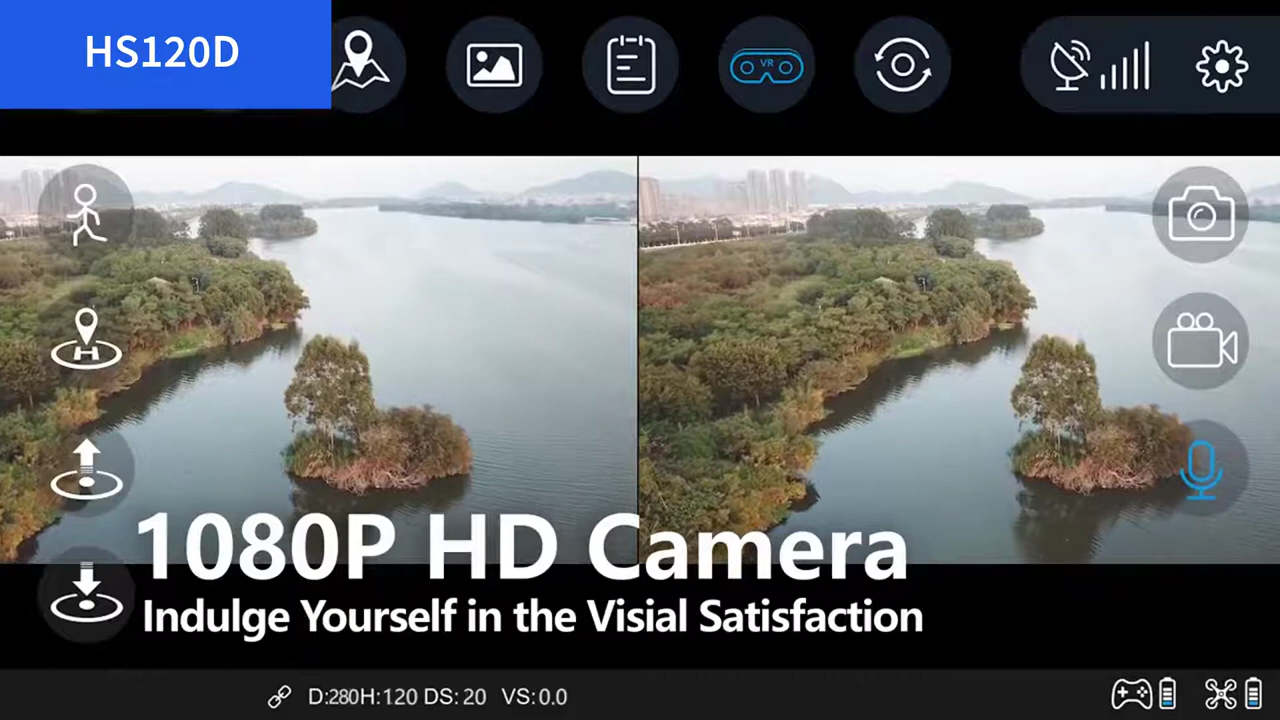 HS120D
VR
1080P HD Camera
Indulge Yourself in the Visial Satisfaction
D:280H:120 DS: 20 VS:0.0